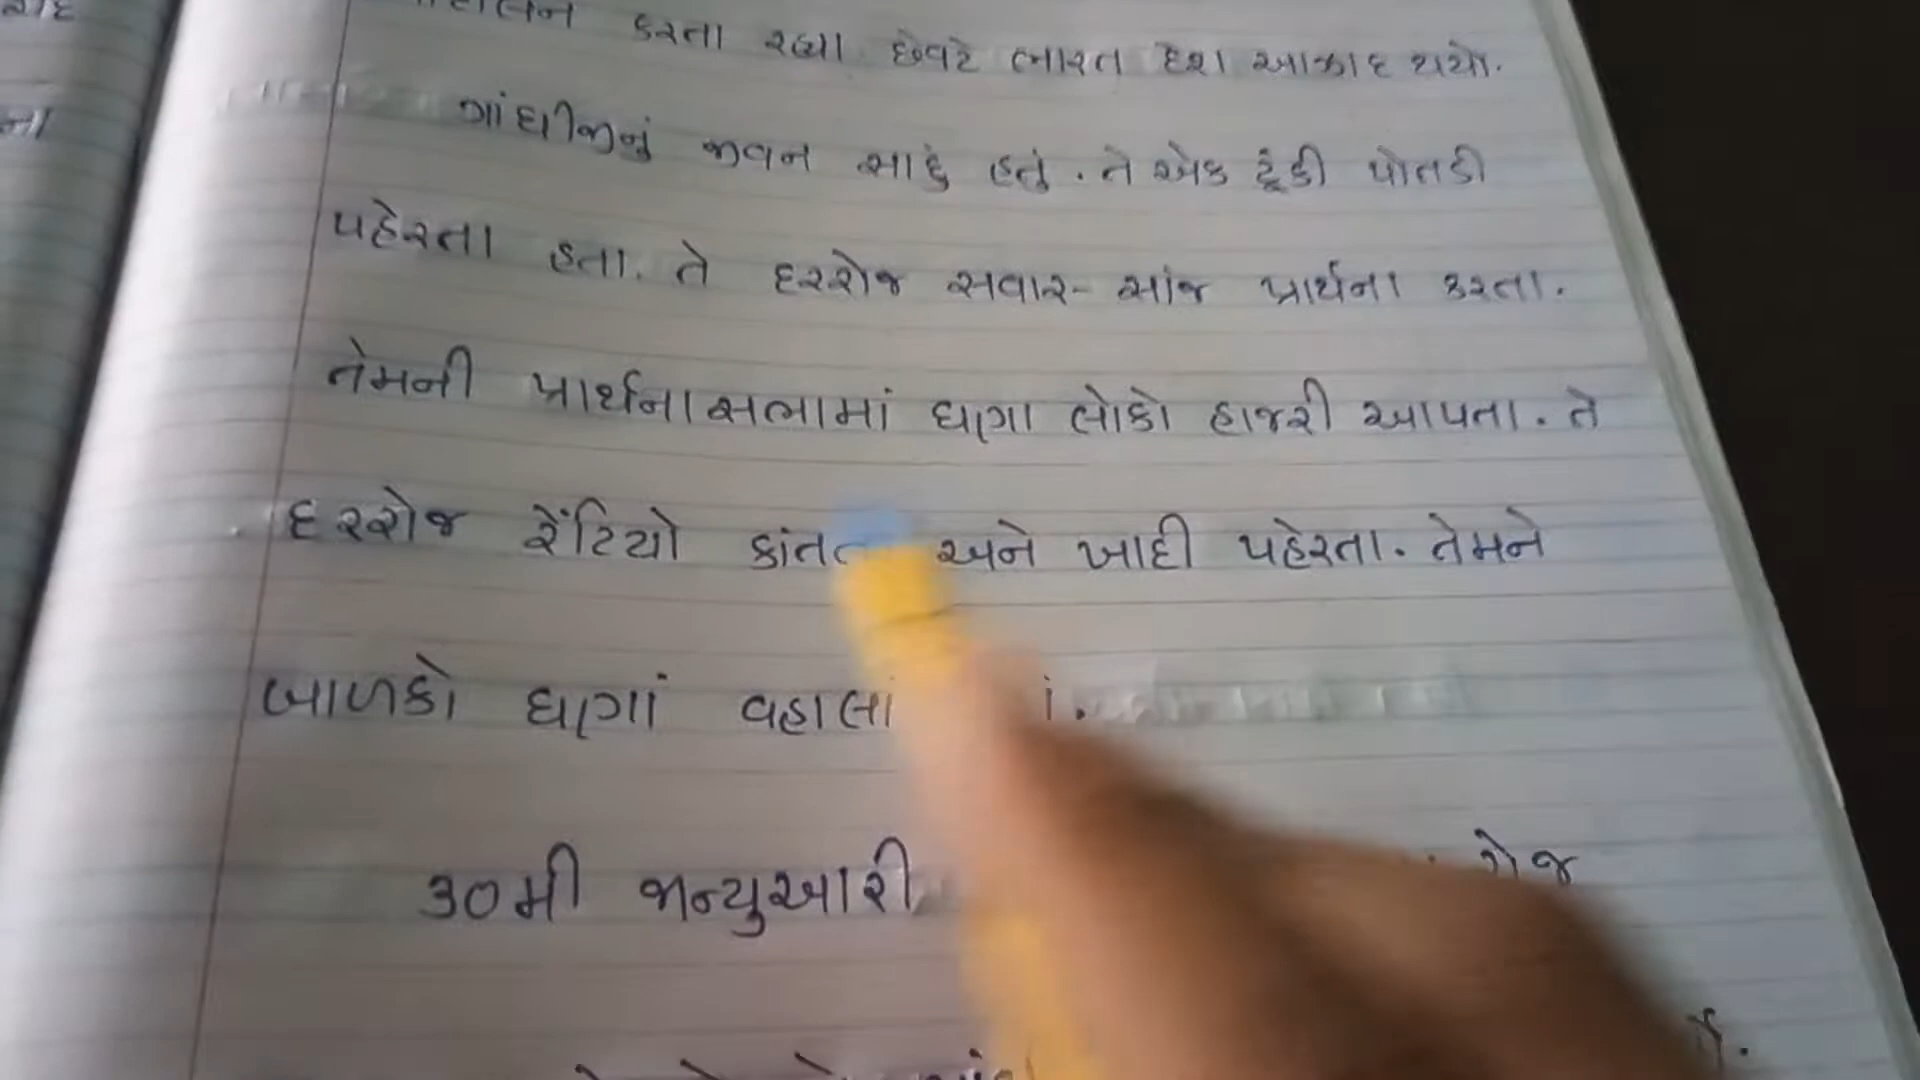 કરતા રહ્યા છેવટે ભારત દેશ આઝાદ થયો.
ગાંધીજીનું જીવન સાદું હતું. તે એક ટૂંકી પોતડી
પહેરતા હતા. તે દરરોજ સવાર-સાંજ પ્રાર્થના કરતા.
તેમની પ્રાર્થનાસભામાં ઘણા લોકો હાજરી આપતા. તે
દરરોજ રેંટિયો અને ખાદી પહેરતા. તેમને
બાળકો ઘણાં વહાલાં
30મી જાન્યુઆરી રોજ